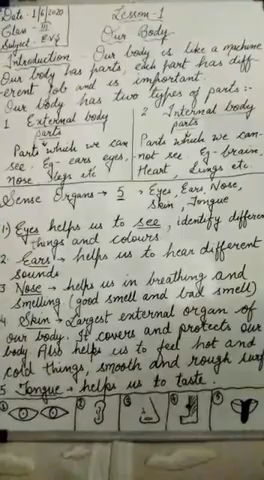 Date - 1/6/2020
Class - III
Subject - E.V.S
Lesson-1
Our Body
Introduction - Our body is like a machine
Our body has parts, each part has diff-
erent job and is important.
Our body has two types of parts:-
1 External body
parts
Parts which we can
see. Eg- ears eyes,
Nose, legs etc
2 Internal body
parts
Parts which we can-
not see. Eg- brain,
Heart, Lungs etc.
Sense Organs → 5 → Eyes, Ears, Nose,
Skin, Tongue
1) Eyes helps us to see, identify different
things and colours.
2 Ears → helps us to hear different
sounds
3 Nose → helps us in breathing and
smelling (good smell and bad smell)
4 Skin → Largest external organ of
our body. It covers and protects our
body Also helps us to feel hot and
cold things, smooth and rough surf
5 Tongue → helps us to taste.
1 2 3 4 5